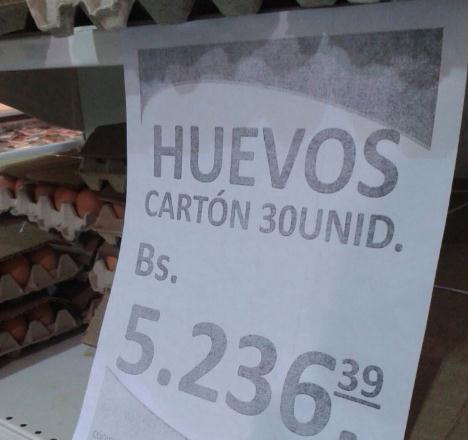 HUEVOS
CARTÓN 30UNID.
Bs.
5.236.39